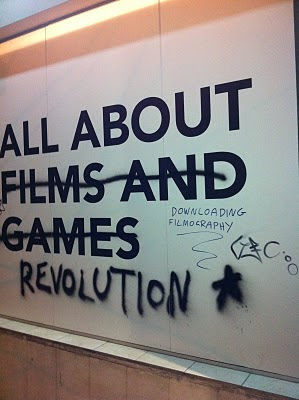 ALL ABOUT
FILMS AND
GAMES
DOWNLOADING
FILMOGRAPHY
REVOLUTION